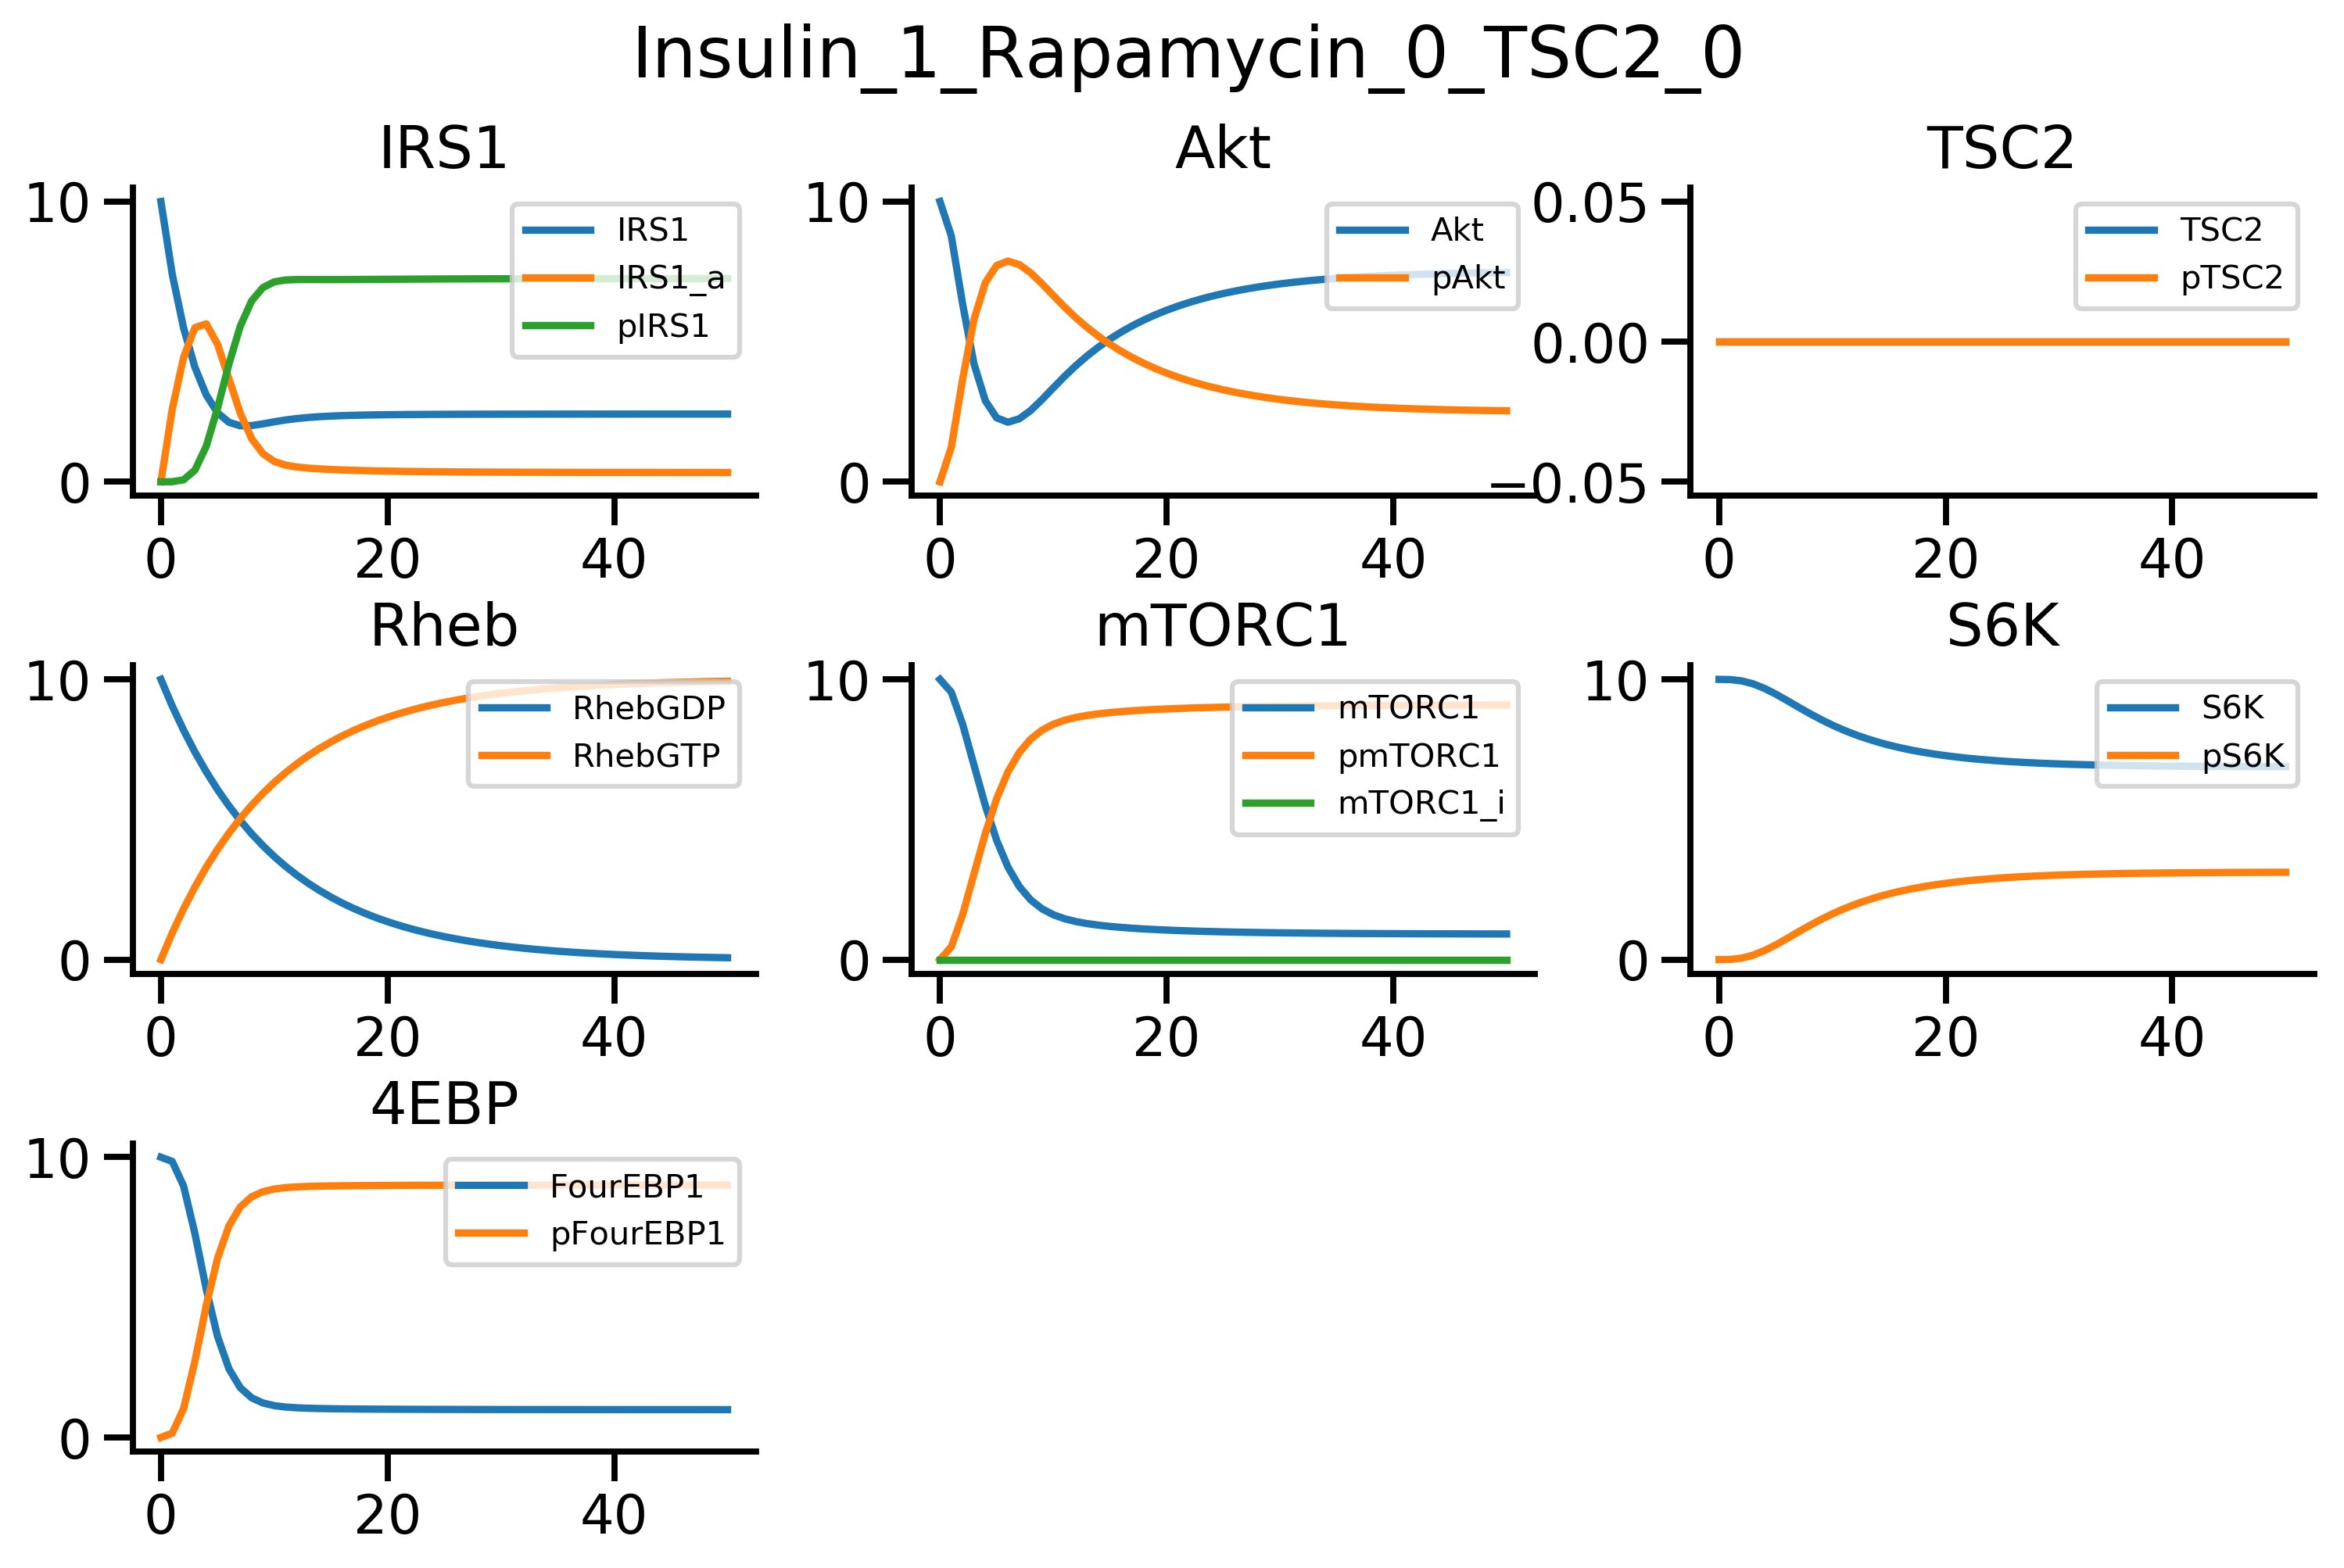 Insulin_1_Rapamycin_0_TSC2_0
IRS1
10
0
0 20 40
IRS1
IRS1_a
pIRS1
Akt
10
0
0 20 40
Akt
pAkt
TSC2
0.05
0.00
−0.05
0 20 40
TSC2
pTSC2
Rheb
10
0
0 20 40
RhebGDP
RhebGTP
mTORC1
10
0
0 20 40
mTORC1
pmTORC1
mTORC1_i
S6K
10
0
0 20 40
S6K
pS6K
4EBP
10
0
0 20 40
FourEBP1
pFourEBP1